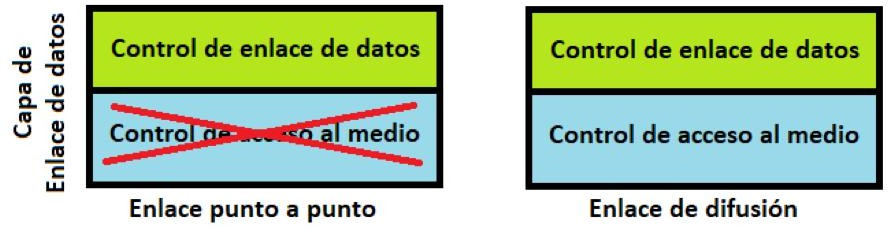 Capa de
Enlace de datos
Control de enlace de datos
Control de acceso al medio
Enlace punto a punto
Control de enlace de datos
Control de acceso al medio
Enlace de difusión